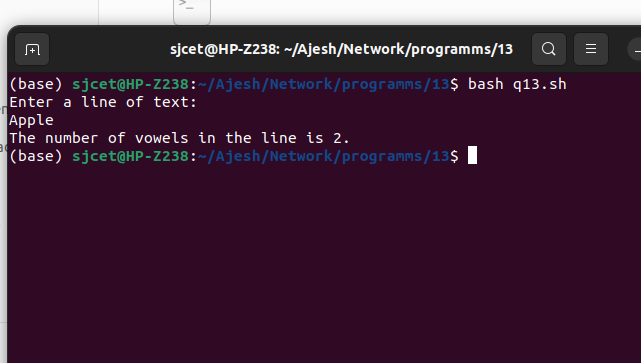 sjcet@HP-Z238: ~/Ajesh/Network/programms/13
(base) sjcet@HP-Z238:~/Ajesh/Network/programms/13$ bash q13.sh
Enter a line of text:
Apple
The number of vowels in the line is 2.
(base) sjcet@HP-Z238:~/Ajesh/Network/programms/13$